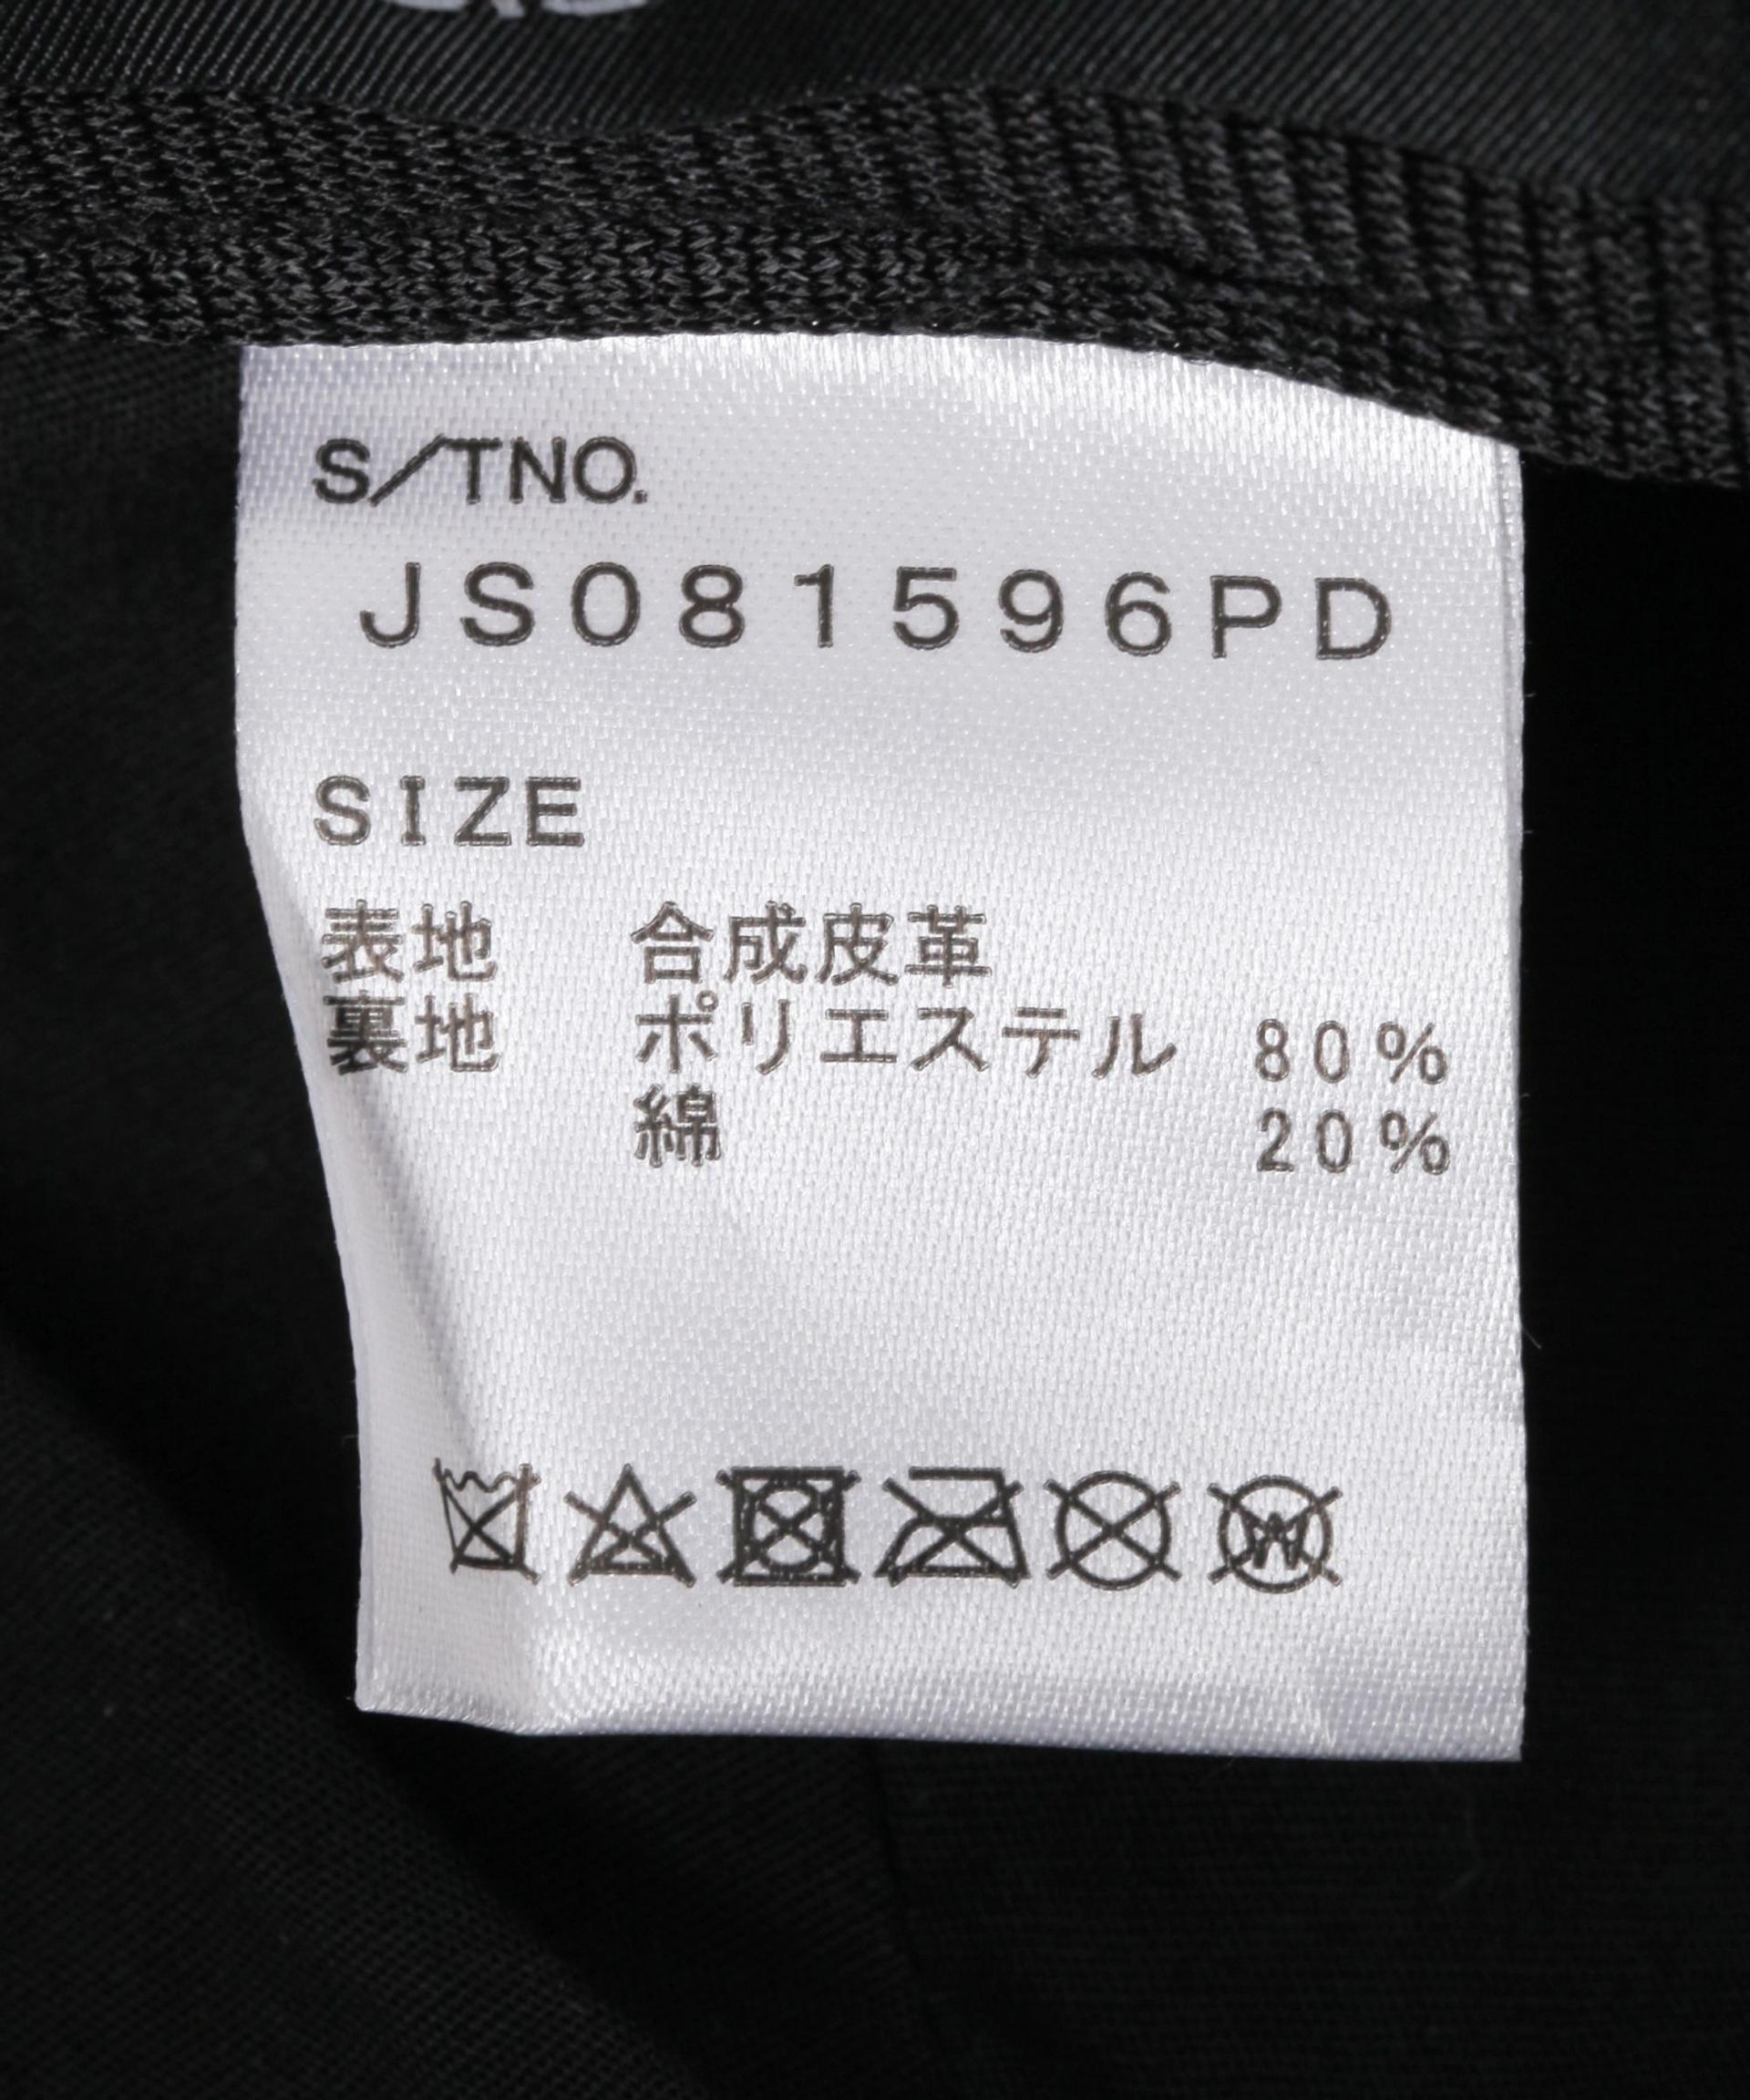 S/TNO.
JS081596PD
SIZE
表地 合成皮革
裏地 ポリエステル 80%
綿 20%
W